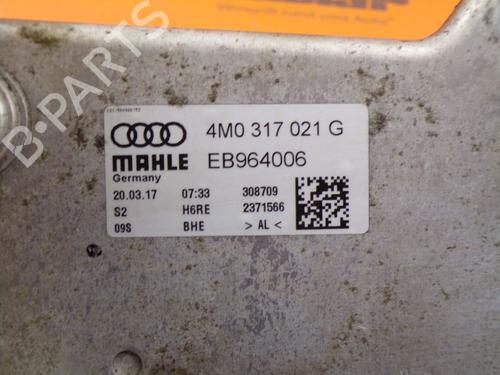 4M0 317 021 G
MAHLE EB964006
Germany
20.03.17 07:33 308709
S2 H6RE 2371566
09S BHE > AL <
B-PARTS